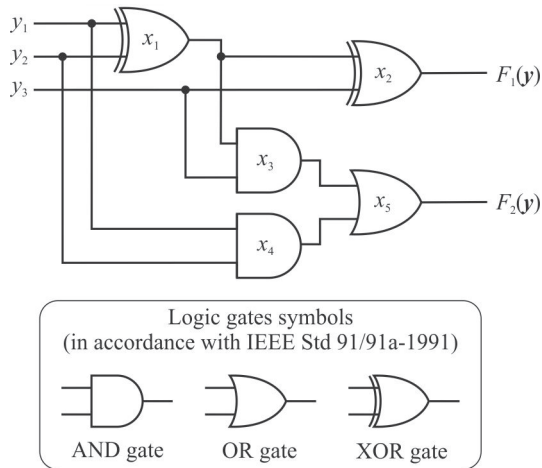 y₁
x₁
y₂
x₂
F₁(y)
y₃
x₃
x₅
F₂(y)
x₄
Logic gates symbols
(in accordance with IEEE Std 91/91a-1991)
AND gate
OR gate
XOR gate